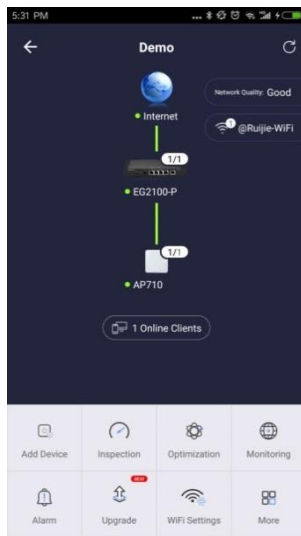 5:31 PM
Demo
Network Quality: Good
Internet
1
@Ruijie-WiFi
1/1
EG2100-P
1/1
AP710
1 Online Clients
Add Device
Inspection
Optimization
Monitoring
NEW
Alarm
Upgrade
WiFi Settings
More